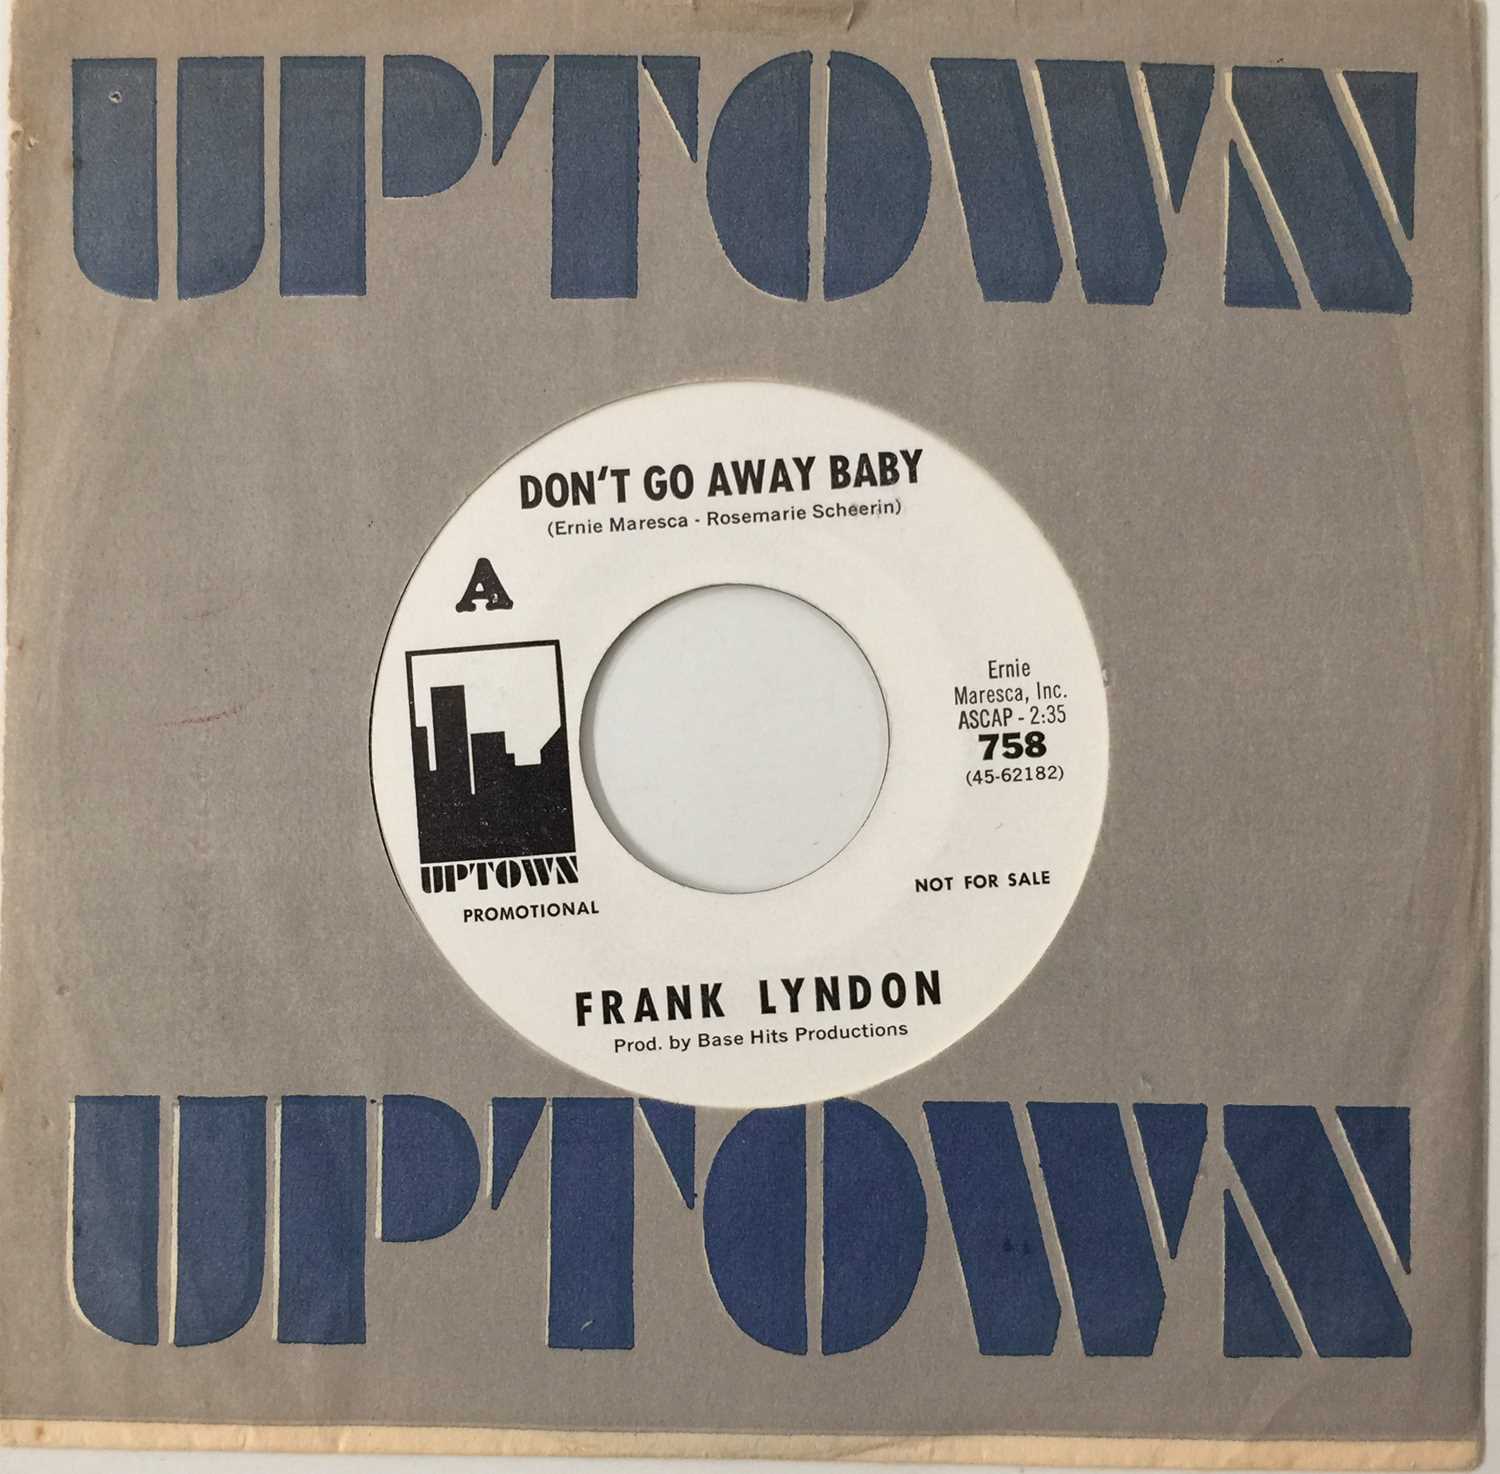 UPTOWN
DON'T GO AWAY BABY
(Ernie Maresca - Rosemarie Scheerin)
A
Ernie
Maresca, Inc.
ASCAP - 2:35
758
(45-62182)
UPTOWN
PROMOTIONAL
NOT FOR SALE
FRANK LYNDON
Prod. by Base Hits Productions
UPTOWN